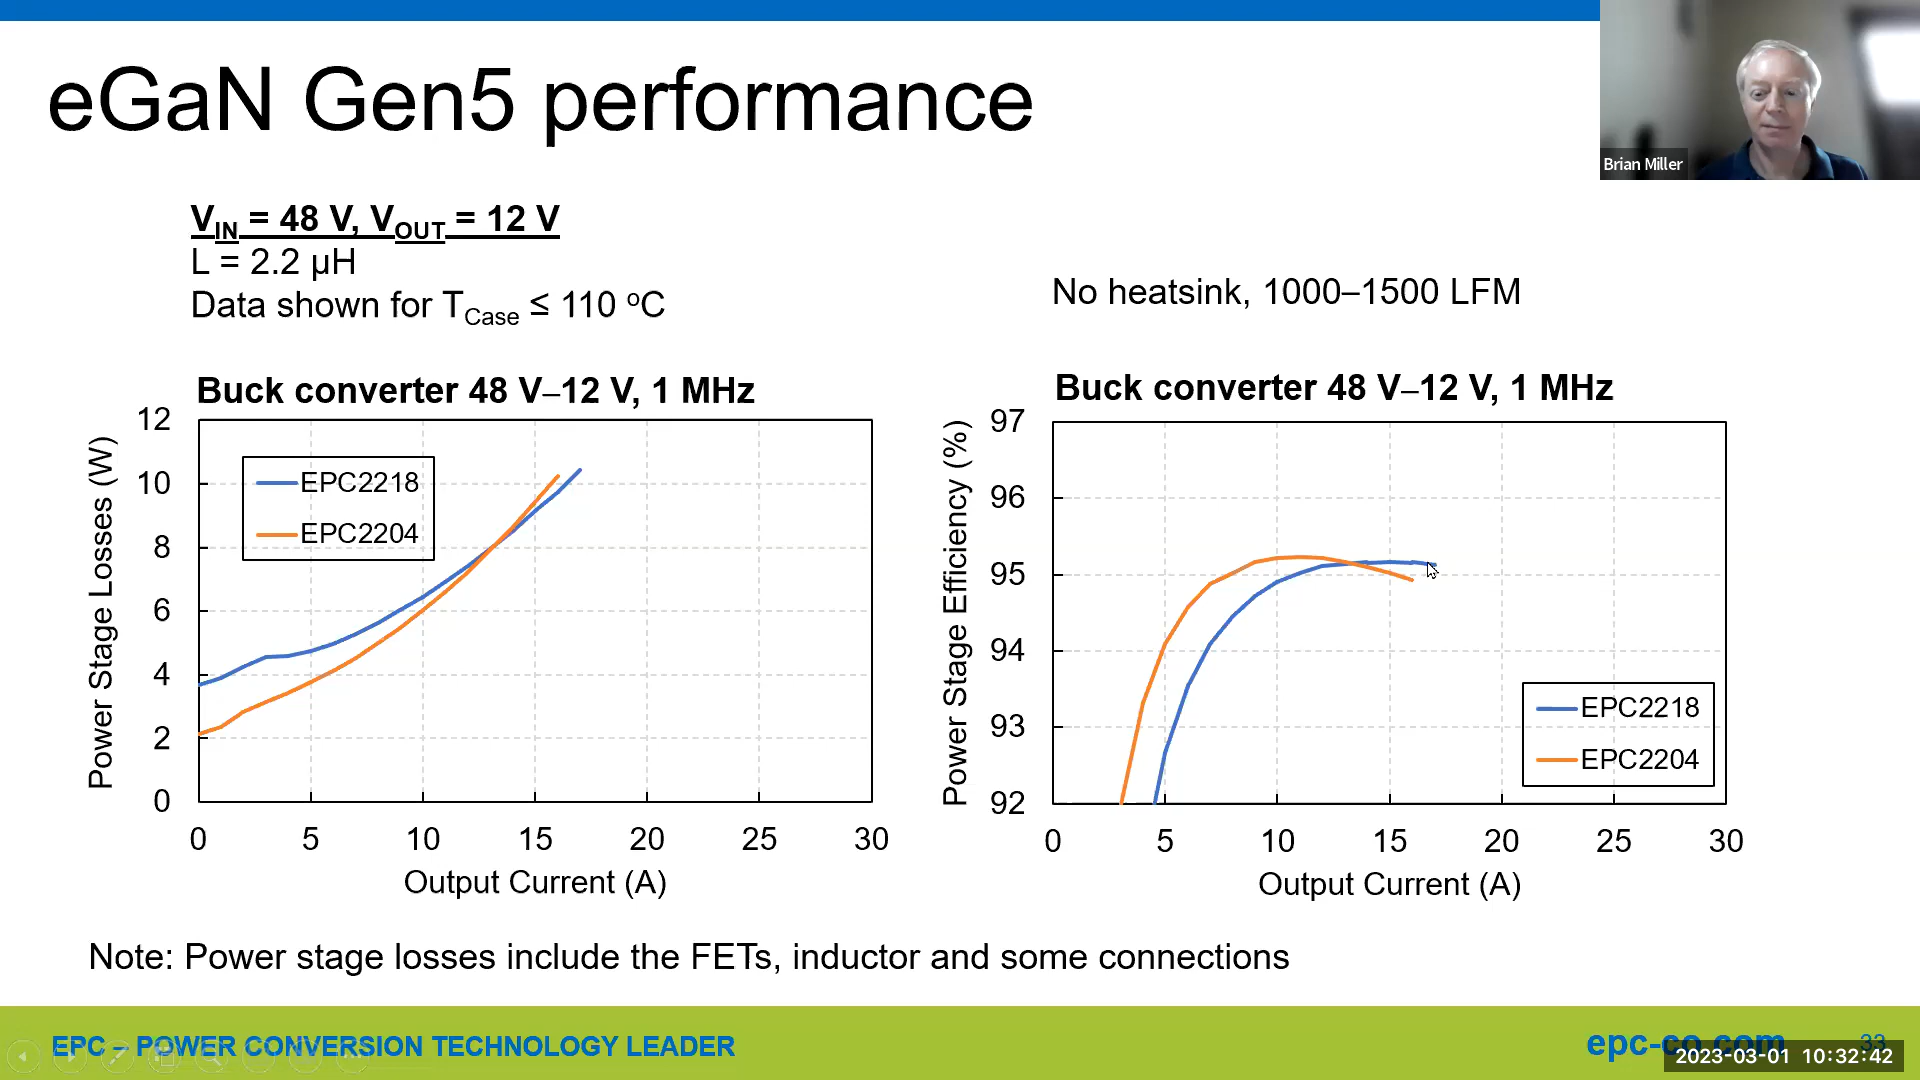 eGaN Gen5 performance
Brian Miller
VIN = 48 V, VOUT = 12 V
L = 2.2 µH
Data shown for TCase ≤ 110 oC
No heatsink, 1000–1500 LFM
Buck converter 48 V–12 V, 1 MHz
Power Stage Losses (W)
12
10
8
6
4
2
0
EPC2218
EPC2204
0 5 10 15 20 25 30
Output Current (A)
Buck converter 48 V–12 V, 1 MHz
Power Stage Efficiency (%)
97
96
95
94
93
92
EPC2218
EPC2204
0 5 10 15 20 25 30
Output Current (A)
Note: Power stage losses include the FETs, inductor and some connections
EPC – POWER CONVERSION TECHNOLOGY LEADER
epc-co.com
33
2023-03-01 10:32:42